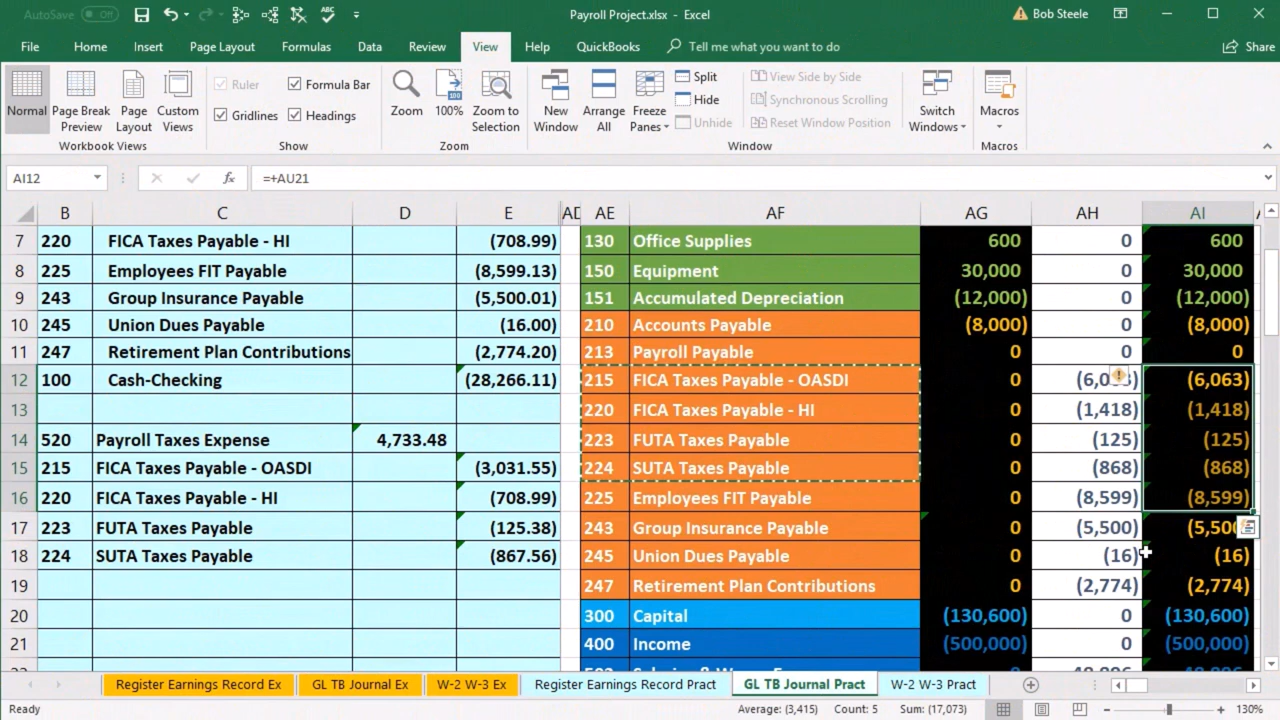 AutoSave Off Payroll Project.xlsx - Excel Bob Steele
File Home Insert Page Layout Formulas Data Review View Help QuickBooks Tell me what you want to do Share
Normal Page Break Preview Page Layout Custom Views
Workbook Views
Ruler Formula Bar
Gridlines Headings
Show
Zoom 100% Zoom to Selection
Zoom
New Window Arrange All Freeze Panes
Split View Side by Side
Hide Synchronous Scrolling
Unhide Reset Window Position
Switch Windows
Window
Macros
Macros
AI12 fx =+AU21
B C D E AD AE AF AG AH AI
7 220 FICA Taxes Payable - HI (708.99) 130 Office Supplies 600 0 600
8 225 Employees FIT Payable (8,599.13) 150 Equipment 30,000 0 30,000
9 243 Group Insurance Payable (5,500.01) 151 Accumulated Depreciation (12,000) 0 (12,000)
10 245 Union Dues Payable (16.00) 210 Accounts Payable (8,000) 0 (8,000)
11 247 Retirement Plan Contributions (2,774.20) 213 Payroll Payable 0 0 0
12 100 Cash-Checking (28,266.11) 215 FICA Taxes Payable - OASDI 0 (6,063)
13 220 FICA Taxes Payable - HI 0 (1,418) (1,418)
14 520 Payroll Taxes Expense 4,733.48 223 FUTA Taxes Payable 0 (125) (125)
15 215 FICA Taxes Payable - OASDI (3,031.55) 224 SUTA Taxes Payable 0 (868) (868)
16 220 FICA Taxes Payable - HI (708.99) 225 Employees FIT Payable 0 (8,599) (8,599)
17 223 FUTA Taxes Payable (125.38) 243 Group Insurance Payable 0 (5,500)
18 224 SUTA Taxes Payable (867.56) 245 Union Dues Payable 0 (16) (16)
19 247 Retirement Plan Contributions 0 (2,774) (2,774)
20 300 Capital (130,600) 0 (130,600)
21 400 Income (500,000) 0 (500,000)
Register Earnings Record Ex GL TB Journal Ex W-2 W-3 Ex Register Earnings Record Pract GL TB Journal Pract W-2 W-3 Pract
Ready Average: (3,415) Count: 5 Sum: (17,073) 130%